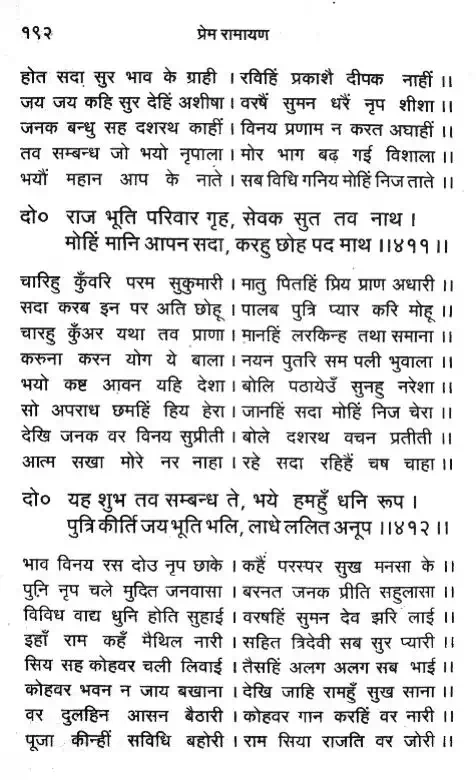 १९२ प्रेम रामायण
होत सदा सुर भाव के ग्राही । रविहिं प्रकाशै दीपक नाहीं ।।
जय जय कहि सुर देहिं अशीषा । वरषैं सुमन धरैं नृप शीशा ।।
जनक बन्धु सह दशरथ काहीं । विनय प्रणाम न करत अघाहीं ।।
तव सम्बन्ध जो भयो नृपाला । मोर भाग बढ़ गई विशाला ।।
भयौं महान आप के नाते । सब विधि गनिय मोहिं निज ताते ।।
दो० राज भूति परिवार गृह, सेवक सुत तव नाथ ।
मोहिं मानि आपन सदा, करहु छोह पद माथ ।।४११।।
चारिहु कुँवरि परम सुकुमारी । मातु पितहिं प्रिय प्राण अधारी ।।
सदा करब इन पर अति छोहू । पालब पुत्रि प्यार करि मोहू ।।
चारहु कुँअर यथा तव प्राणा । मानहिं लरकिन्ह तथा समाना ।।
करुना करन योग ये बाला । नयन पुतरि सम पली भुवाला ।।
भयो कष्ट आवन यहि देशा । बोलि पठायेउँ सुनहु नरेशा ।।
सो अपराध छमहिं हिय हेरा । जानहिं सदा मोहिं निज चेरा ।।
देखि जनक वर विनय सुप्रीती । बोले दशरथ वचन प्रतीती ।।
आत्म सखा मोरे नर नाहा । रहे सदा रहिहैं चष चाहा ।।
दो० यह शुभ तव सम्बन्ध ते, भये हमहुँ धनि रूप ।
पुत्रि कीर्ति जय भूति भलि, लाधे ललित अनूप ।।४१२।।
भाव विनय रस दोउ नृप छाके । कहैं परस्पर सुख मनसा के ।।
पुनि नृप चले मुदित जनवासा । बरनत जनक प्रीति सहुलासा ।।
विविध वाद्य धुनि होति सुहाई । वरषहिं सुमन देव झरि लाई ।।
इहाँ राम कहँ मैथिल नारी । सहित त्रिदेवी सब सुर प्यारी ।।
सिय सह कोहवर चली लिवाई । तैसहिं अलग अलग सब भाई ।।
कोहवर भवन न जाय बखाना । देखि जाहि रामहुँ सुख साना ।।
वर दुलहिन आसन बैठारी । कोहवर गान करहिं वर नारी ।।
पूजा कीन्हीं सविधि बहोरी । राम सिया राजति वर जोरी ।।